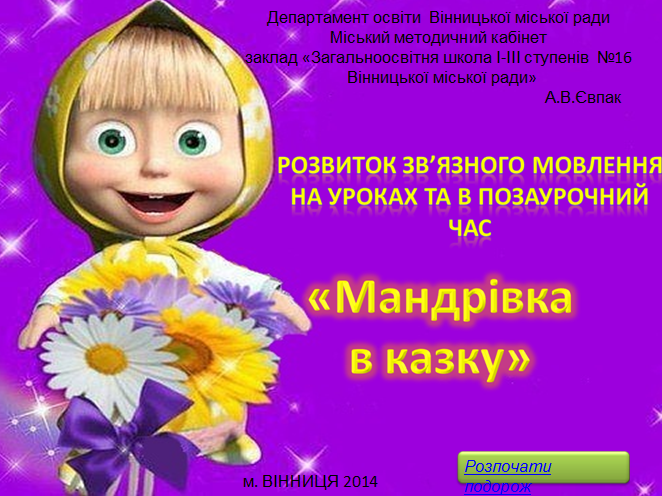 Департамент освіти Вінницької міської ради
Міський методичний кабінет
заклад «Загальноосвітня школа І-ІІІ ступенів №16
Вінницької міської ради»
А.В.Євпак
РОЗВИТОК ЗВ’ЯЗНОГО МОВЛЕННЯ
НА УРОКАХ ТА В ПОЗАУРОЧНИЙ
ЧАС
«Мандрівка
в казку»
Розпочати
подорож
м. ВІННИЦЯ 2014